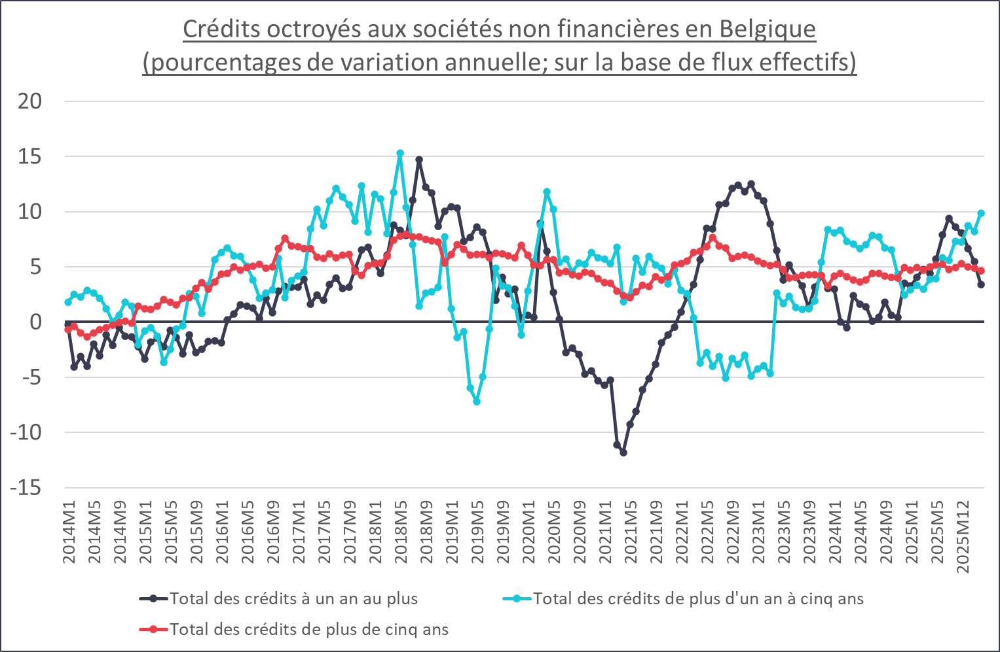 Crédits octroyés aux sociétés non financières en Belgique
(pourcentages de variation annuelle; sur la base de flux effectifs)
20
15
10
5
0
-5
-10
-15
2014M1
2014M5
2014M9
2015M1
2015M5
2015M9
2016M1
2016M5
2016M9
2017M1
2017M5
2017M9
2018M1
2018M5
2018M9
2019M1
2019M5
2019M9
2020M1
2020M5
2020M9
2021M1
2021M5
2021M9
2022M1
2022M5
2022M9
2023M1
2023M5
2023M9
2024M1
2024M5
2024M9
2025M1
2025M5
2025M12
Total des crédits à un an au plus
Total des crédits de plus d'un an à cinq ans
Total des crédits de plus de cinq ans